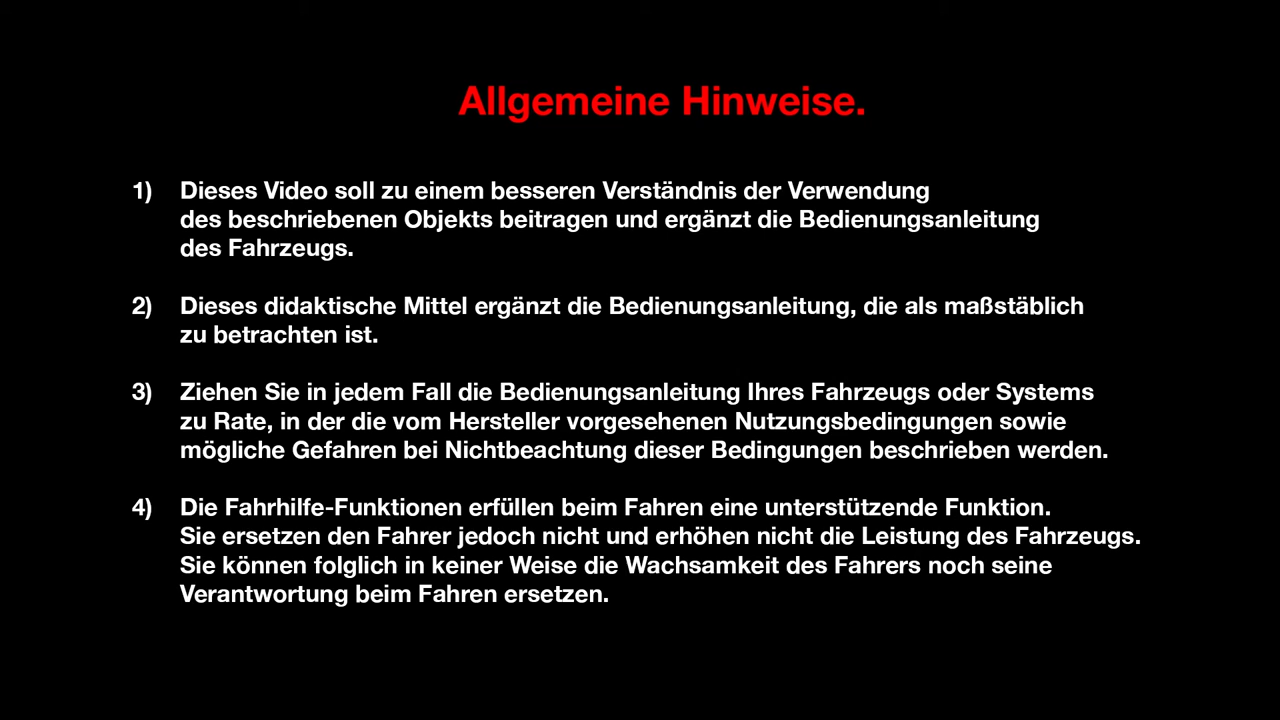 Allgemeine Hinweise.
1) Dieses Video soll zu einem besseren Verständnis der Verwendung
des beschriebenen Objekts beitragen und ergänzt die Bedienungsanleitung
des Fahrzeugs.
2) Dieses didaktische Mittel ergänzt die Bedienungsanleitung, die als maßstäblich
zu betrachten ist.
3) Ziehen Sie in jedem Fall die Bedienungsanleitung Ihres Fahrzeugs oder Systems
zu Rate, in der die vom Hersteller vorgesehenen Nutzungsbedingungen sowie
mögliche Gefahren bei Nichtbeachtung dieser Bedingungen beschrieben werden.
4) Die Fahrhilfe-Funktionen erfüllen beim Fahren eine unterstützende Funktion.
Sie ersetzen den Fahrer jedoch nicht und erhöhen nicht die Leistung des Fahrzeugs.
Sie können folglich in keiner Weise die Wachsamkeit des Fahrers noch seine
Verantwortung beim Fahren ersetzen.